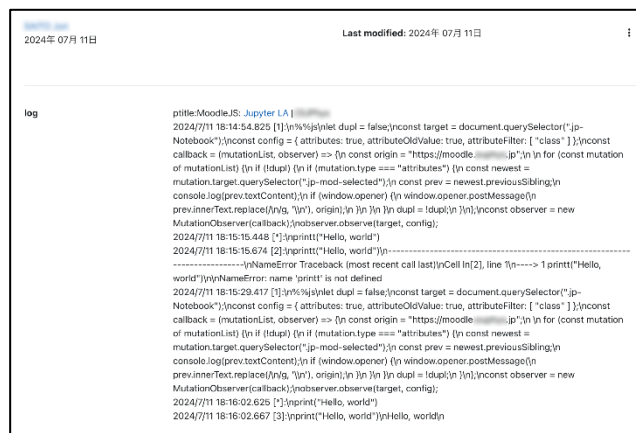 2024年 07月 11日
Last modified: 2024年 07月 11日
log
ptitle:MoodleJS: Jupyter LA |
2024/7/11 18:14:54.825 [1]:\n%%js\nlet dupl = false;\nconst target = document.querySelector(".jp-
Notebook");\nconst config = { attributes: true, attributeOldValue: true, attributeFilter: [ "class" ] };\nconst
callback = (mutationList, observer) => {\n const origin = "https://moodle. .jp";\n \n for (const mutation
of mutationList) {\n if (!dupl) {\n if (mutation.type === "attributes") {\n const newest =
mutation.target.querySelector(".jp-mod-selected");\n const prev = newest.previousSibling;\n
console.log(prev.textContent);\n if (window.opener) {\n window.opener.postMessage(\n
prev.innerText.replace(/\n/g, '\\n'), origin);\n }\n }\n }\n dupl = !dupl;\n }\n};\nconst observer = new
MutationObserver(callback);\nobserver.observe(target, config);
2024/7/11 18:15:15.448 [*]:\nprintt("Hello, world")
2024/7/11 18:15:15.674 [2]:\nprintt("Hello, world")\n-----------------------------------------------------------
----------------\nNameError Traceback (most recent call last)\nCell In[2], line 1\n----> 1 printt("Hello,
world")\n\nNameError: name 'printt' is not defined
2024/7/11 18:15:29.417 [1]:\n%%js\nlet dupl = false;\nconst target = document.querySelector(".jp-
Notebook");\nconst config = { attributes: true, attributeOldValue: true, attributeFilter: [ "class" ] };\nconst
callback = (mutationList, observer) => {\n const origin = "https://moodle. .jp";\n \n for (const mutation
of mutationList) {\n if (!dupl) {\n if (mutation.type === "attributes") {\n const newest =
mutation.target.querySelector(".jp-mod-selected");\n const prev = newest.previousSibling;\n
console.log(prev.textContent);\n if (window.opener) {\n window.opener.postMessage(\n
prev.innerText.replace(/\n/g, '\\n'), origin);\n }\n }\n }\n dupl = !dupl;\n }\n};\nconst observer = new
MutationObserver(callback);\nobserver.observe(target, config);
2024/7/11 18:16:02.625 [*]:\nprint("Hello, world")
2024/7/11 18:16:02.667 [3]:\nprint("Hello, world")\nHello, world\n